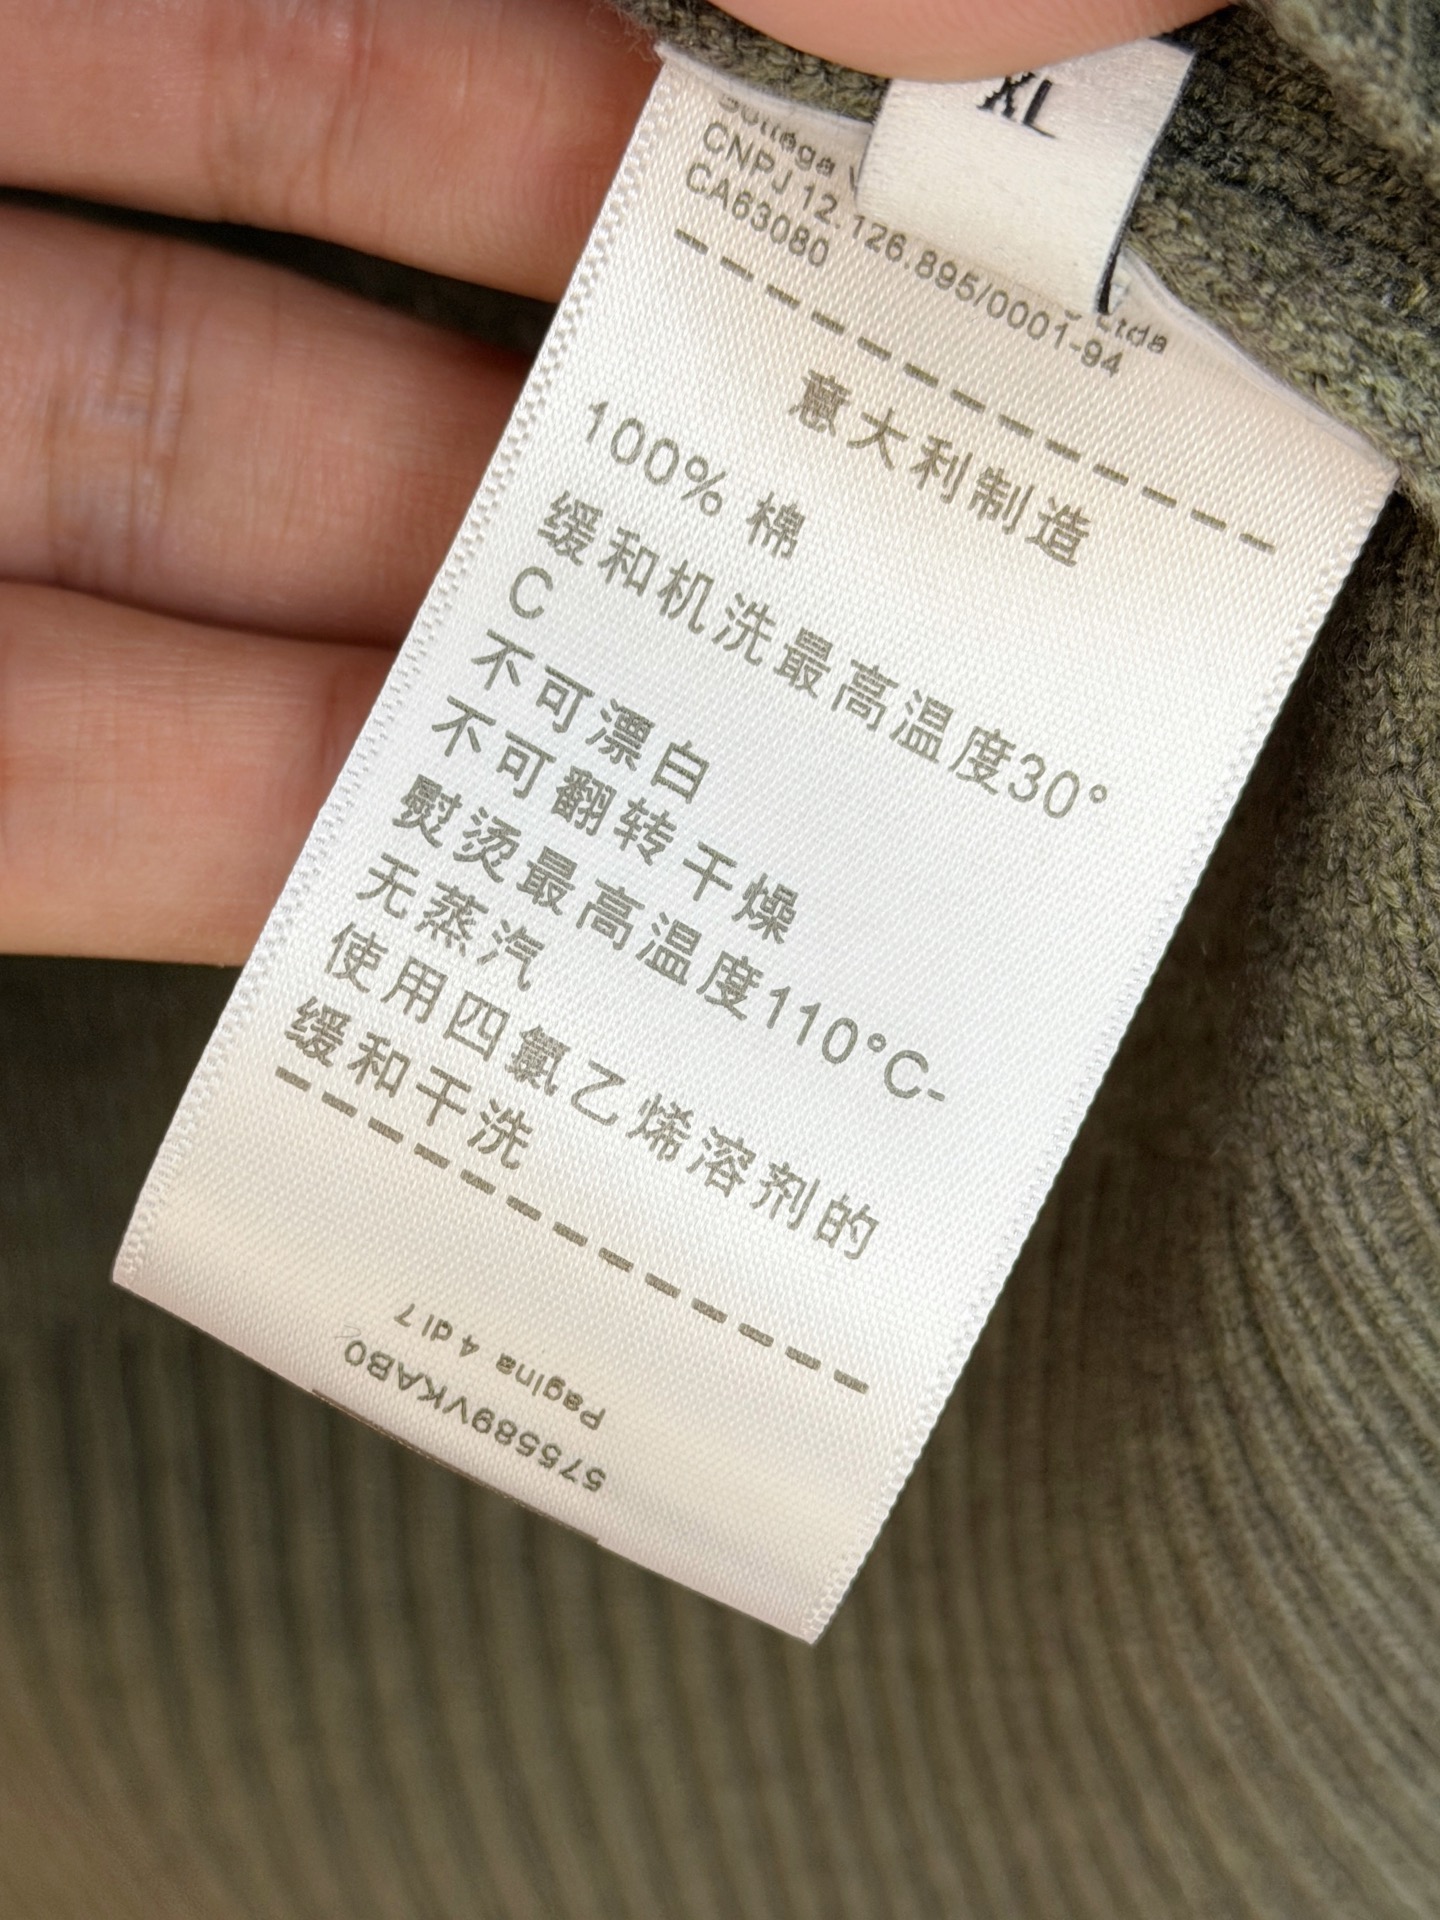 XL
Bottega
CNPJ 12.126.895/0001-94
CA63080
Ltda
意大利制造
100% 棉
缓和机洗最高温度30°
C
不可漂白
不可翻转干燥
熨烫最高温度110°C-
无蒸汽
使用四氯乙烯溶剂的
缓和干洗
575589VKAB0
Pagina 4 di 7